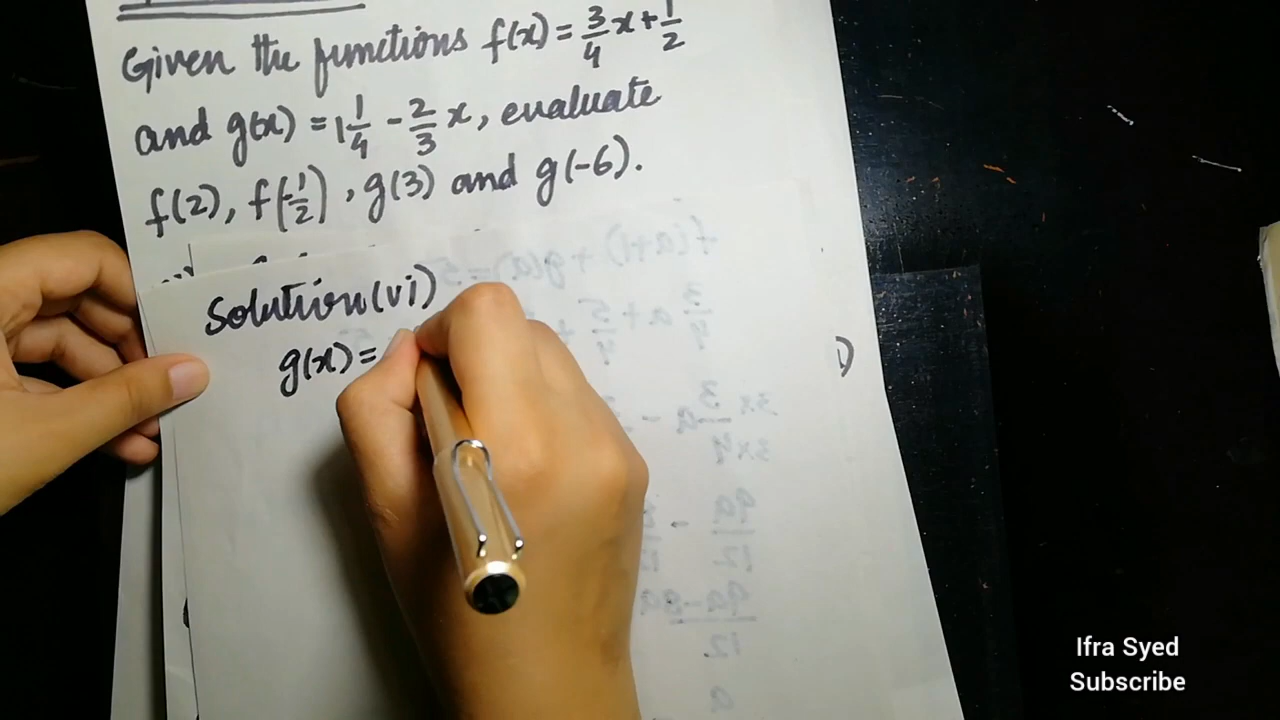 Given the functions f(x) = 3/4 x + 1/2
and g(x) = 1 1/4 - 2/3 x, evaluate
f(2), f(-1/2), g(3) and g(-6).
Solution (vi)
g(x) =
1)
Ifra Syed
Subscribe